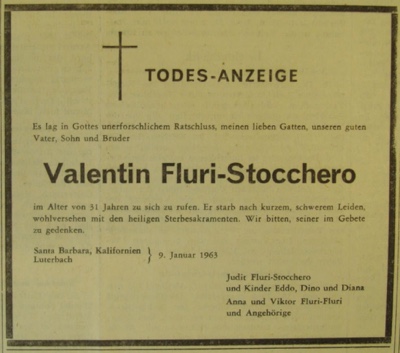 TODES-ANZEIGE
Es lag in Gottes unerforschlichem Ratschluss, meinen lieben Gatten, unseren guten
Vater, Sohn und Bruder
Valentin Fluri-Stocchero
im Alter von 31 Jahren zu sich zu rufen. Er starb nach kurzem, schwerem Leiden,
wohlversehen mit den heiligen Sterbesakramenten. Wir bitten, seiner im Gebete
zu gedenken.
Santa Barbara, Kalifornien
Luterbach } 9. Januar 1963
Judit Fluri-Stocchero
und Kinder Eddo, Dino und Diana
Anna und Viktor Fluri-Fluri
und Angehörige